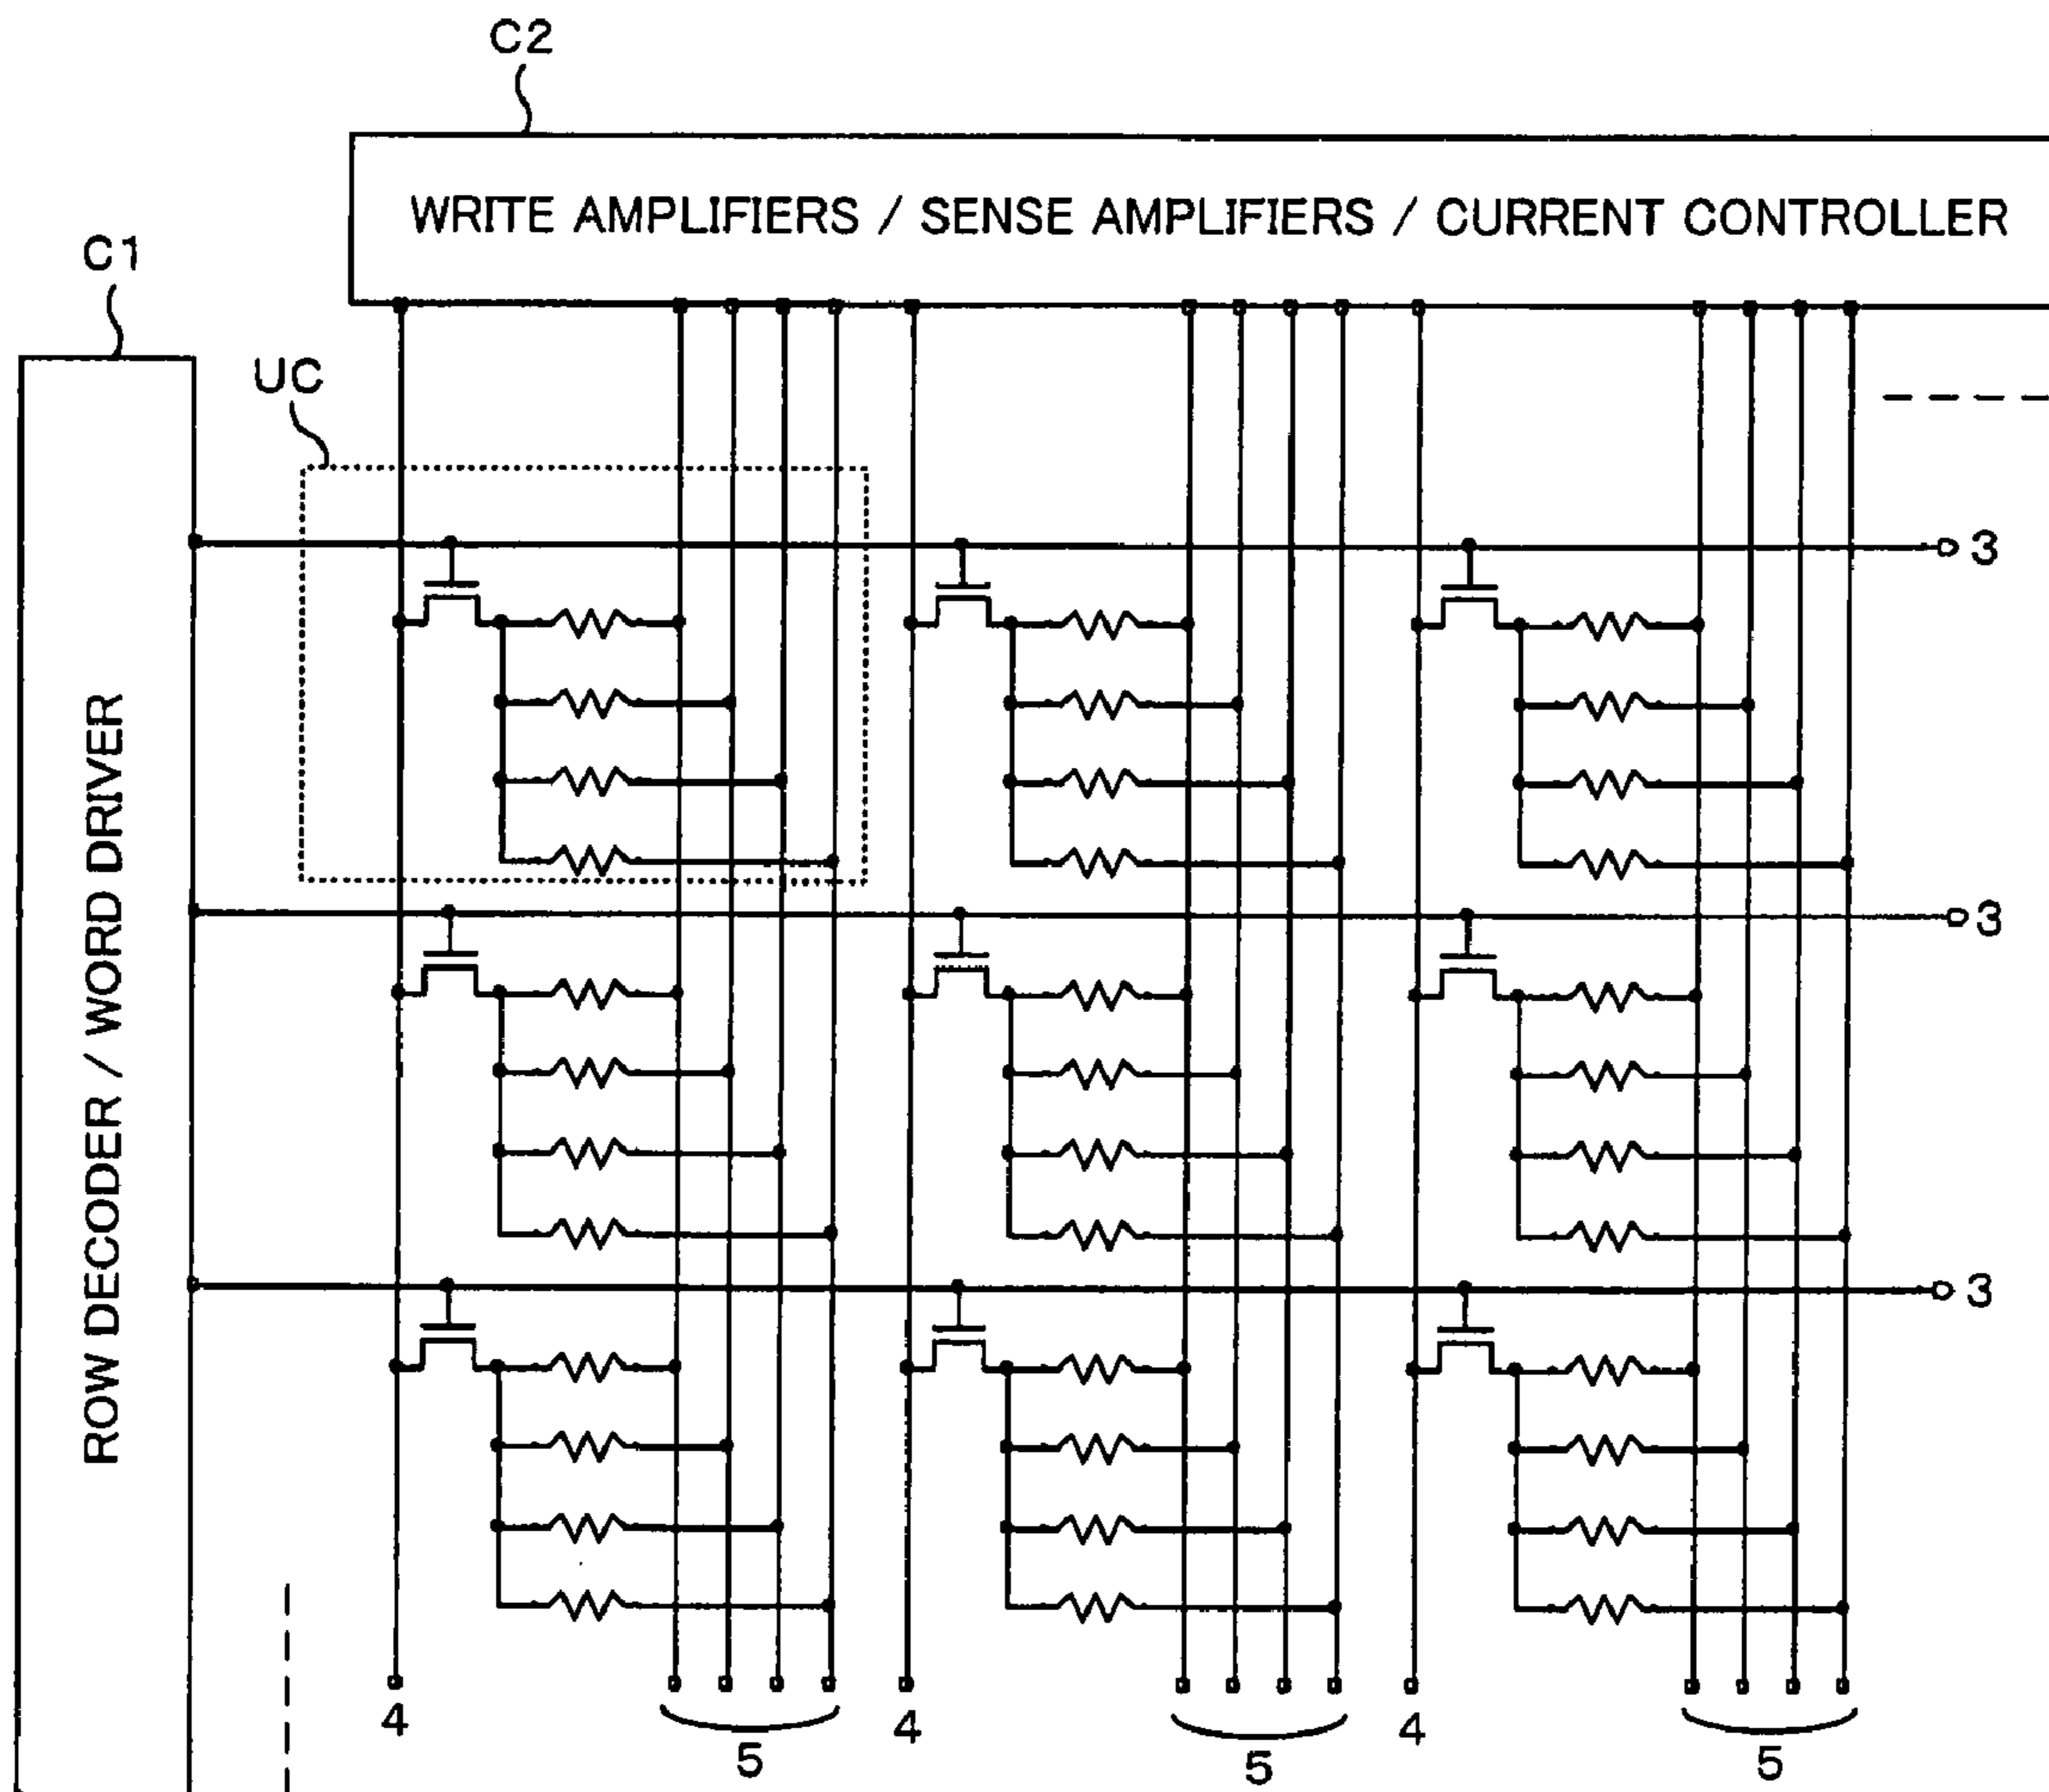 C2
WRITE AMPLIFIERS / SENSE AMPLIFIERS / CURRENT CONTROLLER
C1
UC
ROW DECODER / WORD DRIVER
3
3
3
4
4
4
5
5
5